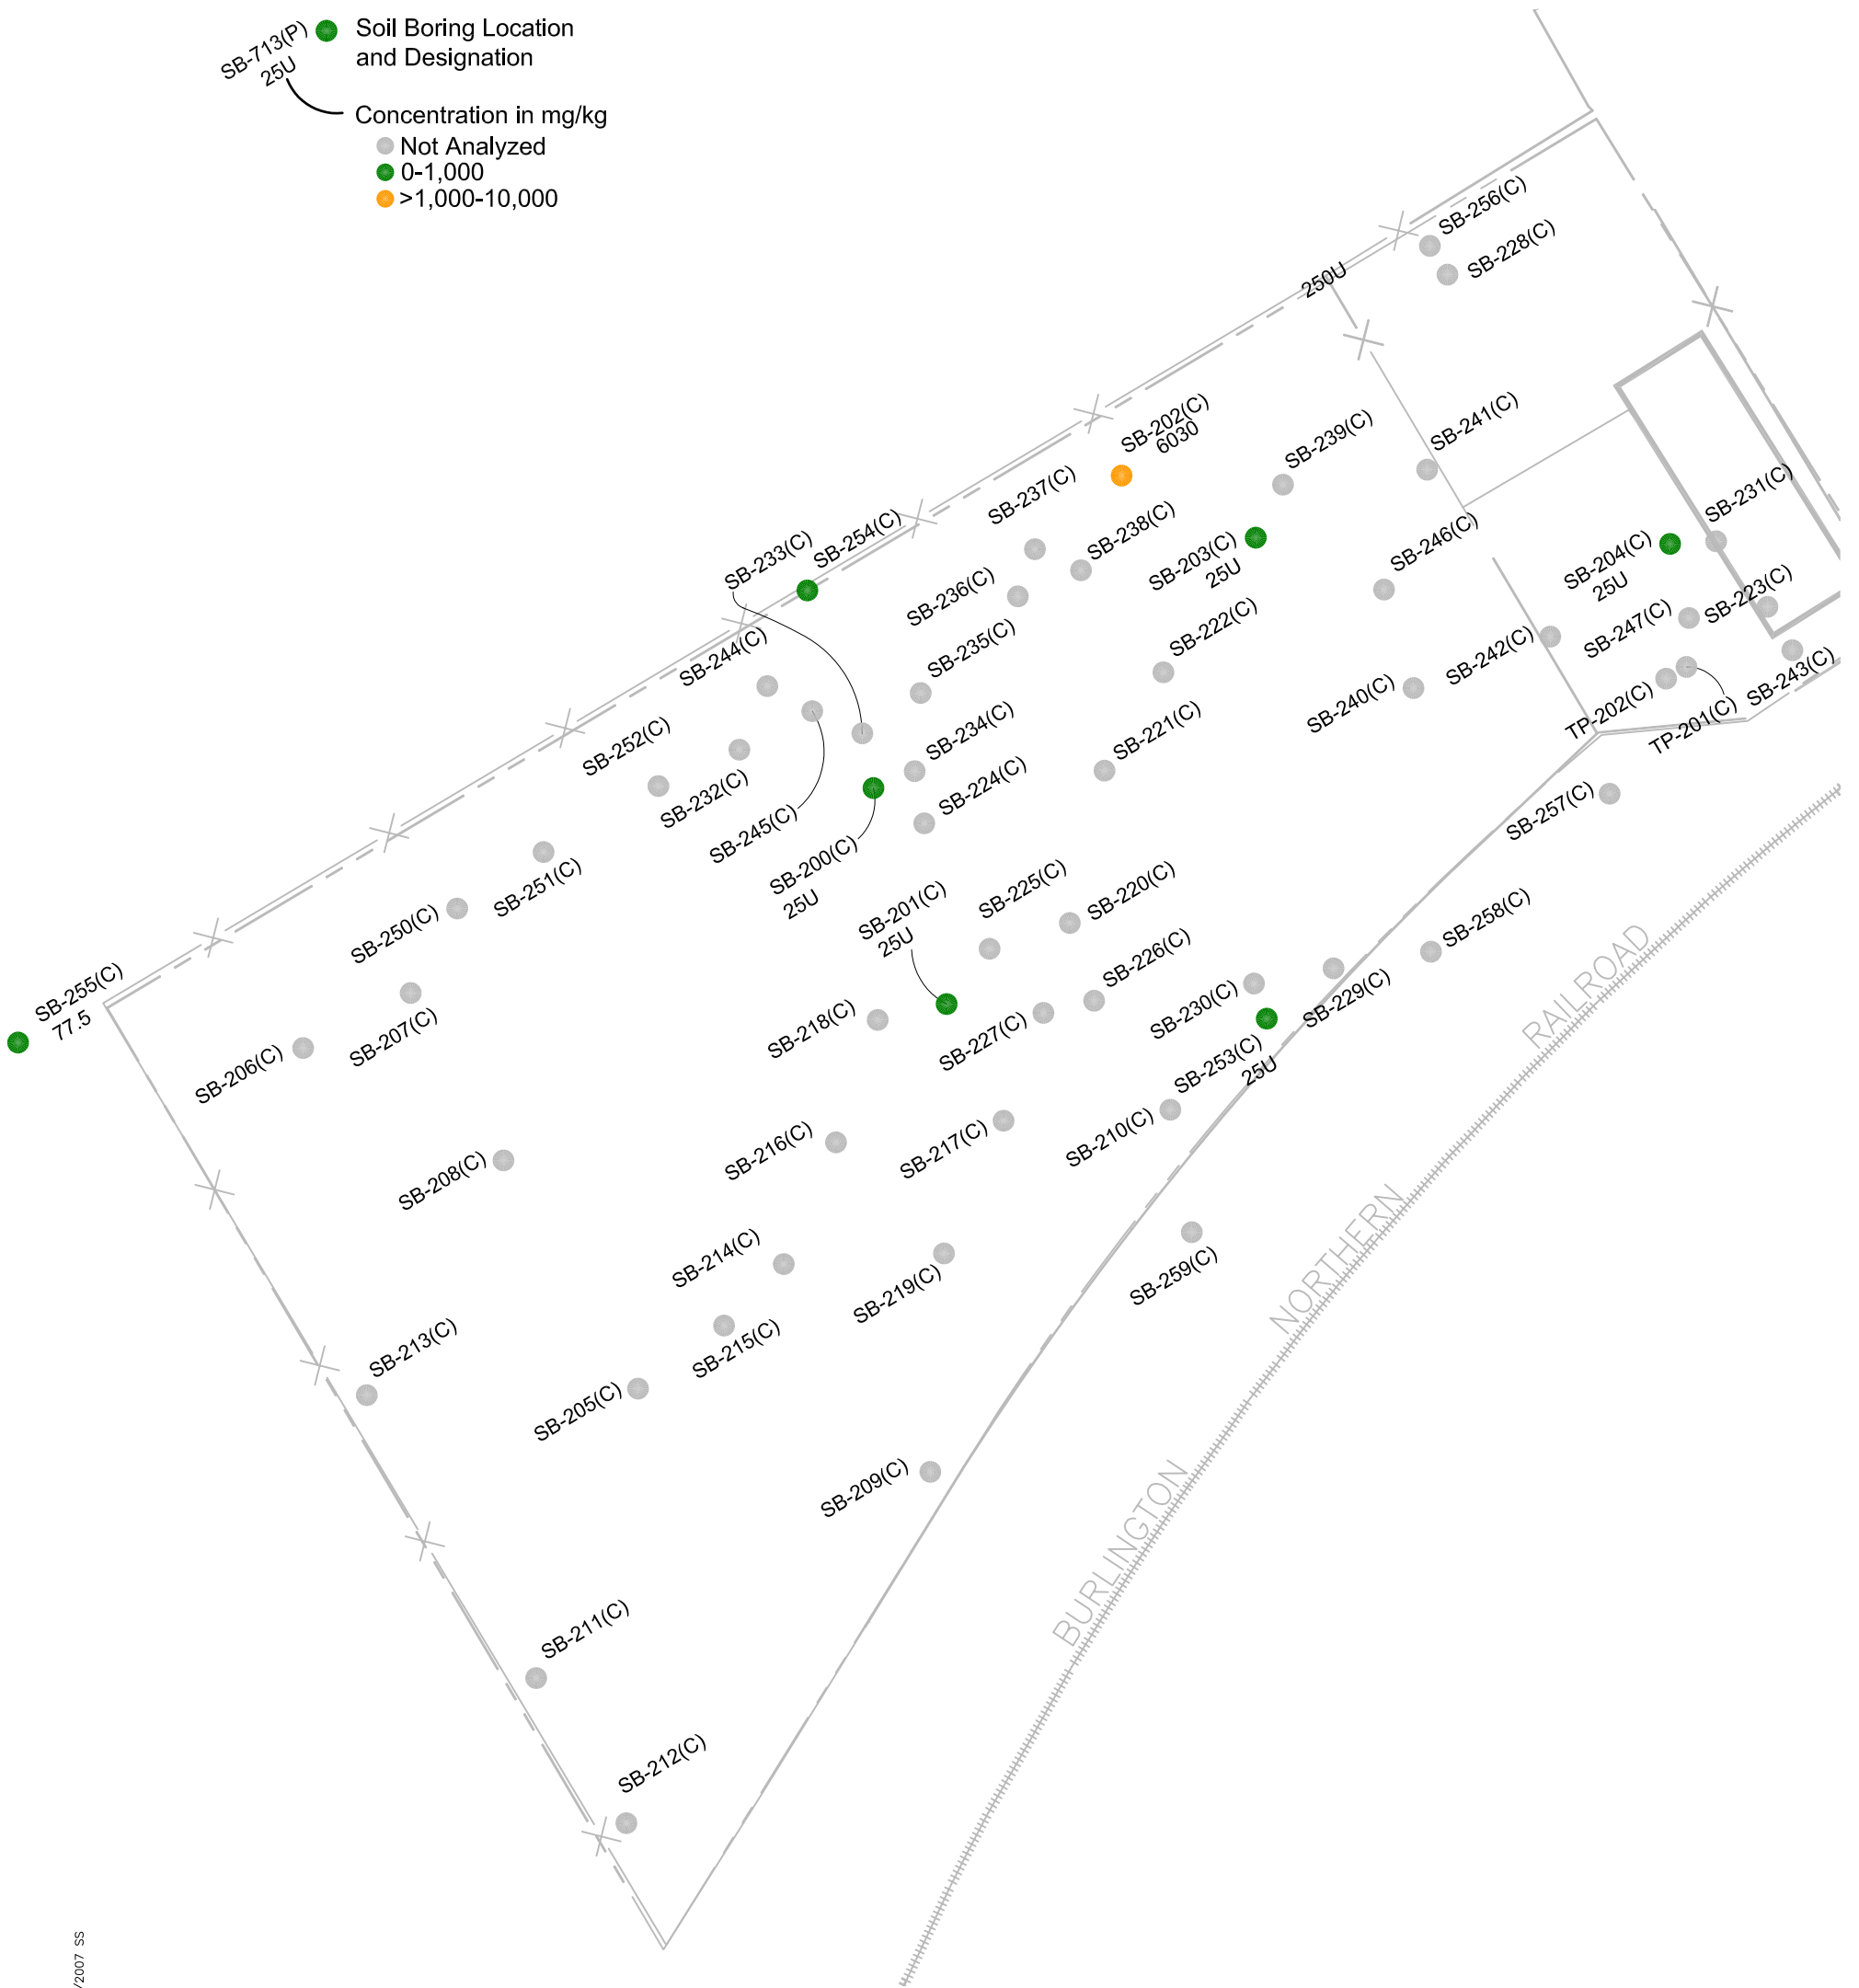 SB-713(P)
25U
Soil Boring Location
and Designation
Concentration in mg/kg
Not Analyzed
0-1,000
>1,000-10,000
SB-256(C)
SB-228(C)
250U
SB-202(C)
6030
SB-239(C)
SB-241(C)
SB-237(C)
SB-231(C)
SB-238(C)
SB-254(C)
SB-233(C)
SB-203(C)
25U
SB-246(C)
SB-204(C)
25U
SB-236(C)
SB-223(C)
SB-247(C)
SB-235(C)
SB-222(C)
SB-244(C)
SB-242(C)
SB-243(C)
SB-240(C)
TP-202(C)
TP-201(C)
SB-252(C)
SB-234(C)
SB-221(C)
SB-232(C)
SB-224(C)
SB-245(C)
SB-257(C)
SB-200(C)
25U
SB-251(C)
SB-250(C)
SB-201(C)
25U
SB-225(C)
SB-220(C)
SB-258(C)
SB-226(C)
SB-255(C)
77.5
SB-207(C)
SB-206(C)
SB-218(C)
SB-227(C)
SB-230(C)
SB-229(C)
SB-253(C)
25U
SB-210(C)
SB-216(C)
SB-217(C)
SB-208(C)
SB-214(C)
SB-219(C)
SB-259(C)
SB-213(C)
SB-215(C)
SB-205(C)
SB-209(C)
SB-211(C)
SB-212(C)
BURLINGTON
NORTHERN
RAILROAD
/2007 SS